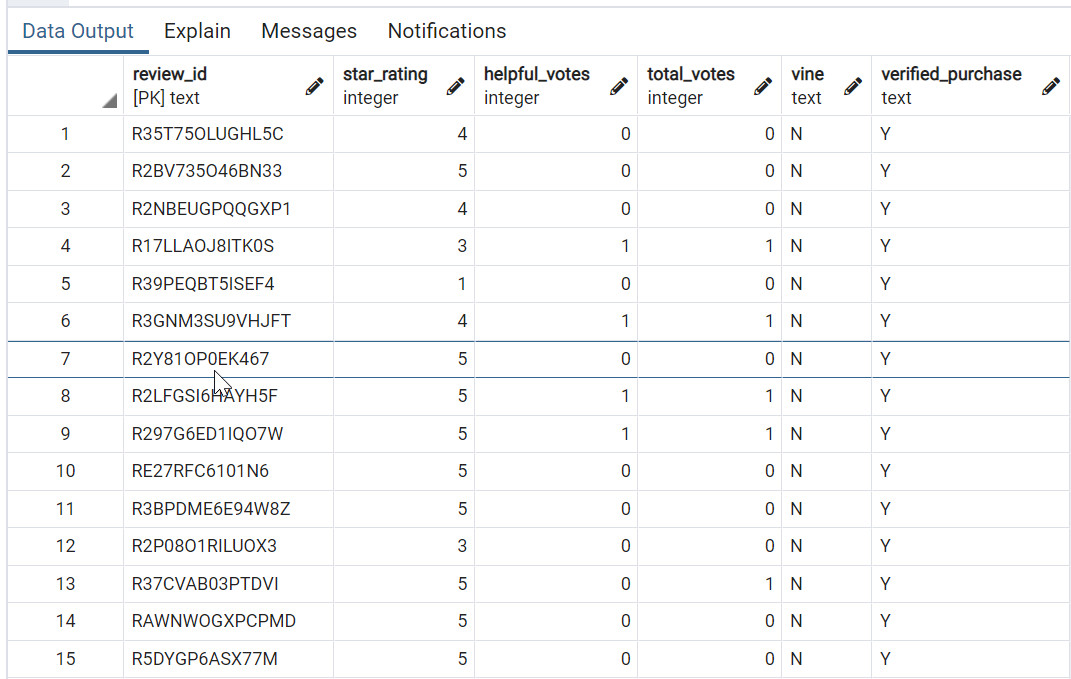 Data Output Explain Messages Notifications
review_id star_rating helpful_votes total_votes vine verified_purchase
[PK] text integer integer integer text text
1 R35T75OLUGHL5C 4 0 0 N Y
2 R2BV735O46BN33 5 0 0 N Y
3 R2NBEUGPQQGXP1 4 0 0 N Y
4 R17LLAOJ8ITK0S 3 1 1 N Y
5 R39PEQBT5ISEF4 1 0 0 N Y
6 R3GNM3SU9VHJFT 4 1 1 N Y
7 R2Y81OP0EK467 5 0 0 N Y
8 R2LFGSI6HAYH5F 5 1 1 N Y
9 R297G6ED1IQO7W 5 1 1 N Y
10 RE27RFC6101N6 5 0 0 N Y
11 R3BPDME6E94W8Z 5 0 0 N Y
12 R2P08O1RILUOX3 3 0 0 N Y
13 R37CVAB03PTDVI 5 0 1 N Y
14 RAWNWOGXPCPMD 5 0 0 N Y
15 R5DYGP6ASX77M 5 0 0 N Y